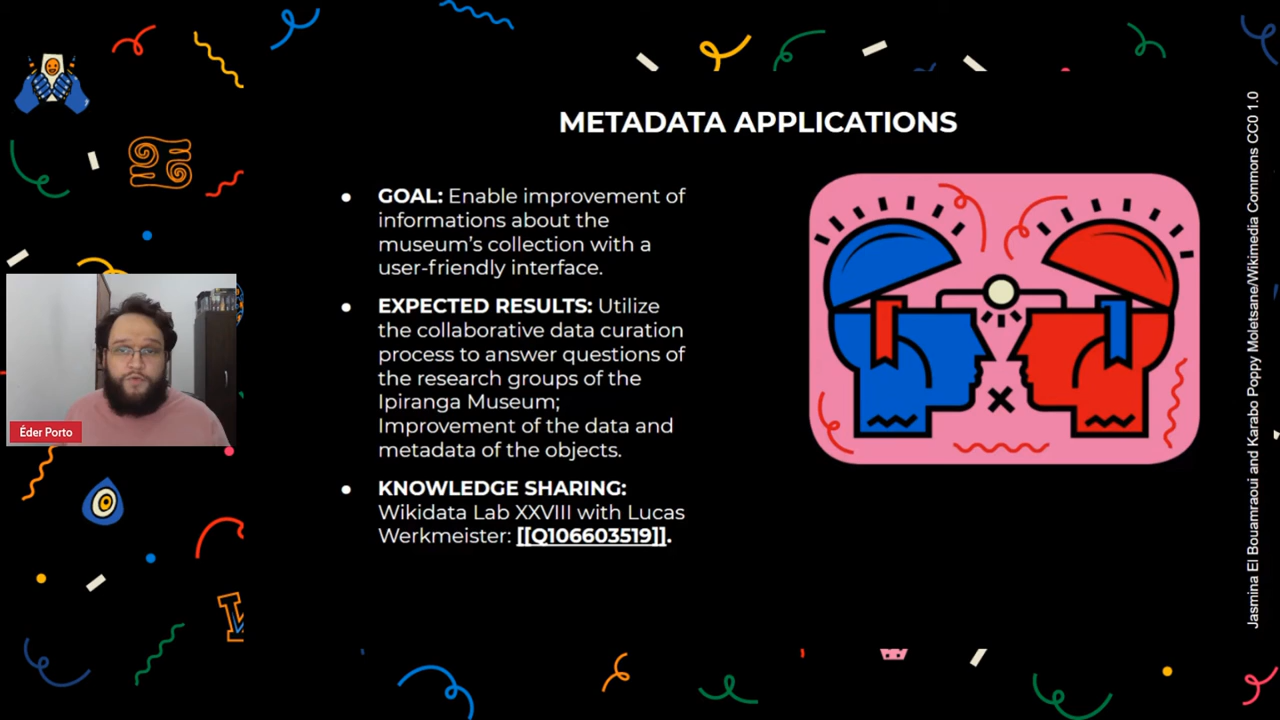 METADATA APPLICATIONS
● GOAL: Enable improvement of
informations about the
museum's collection with a
user-friendly interface.
● EXPECTED RESULTS: Utilize
the collaborative data curation
process to answer questions of
the research groups of the
Ipiranga Museum;
Improvement of the data and
metadata of the objects.
● KNOWLEDGE SHARING:
Wikidata Lab XXVIII with Lucas
Werkmeister: [[Q106603519]].
Éder Porto
Jasmina El Bouamraoui and Karabo Poppy Moletsane/Wikimedia Commons CC0 1.0